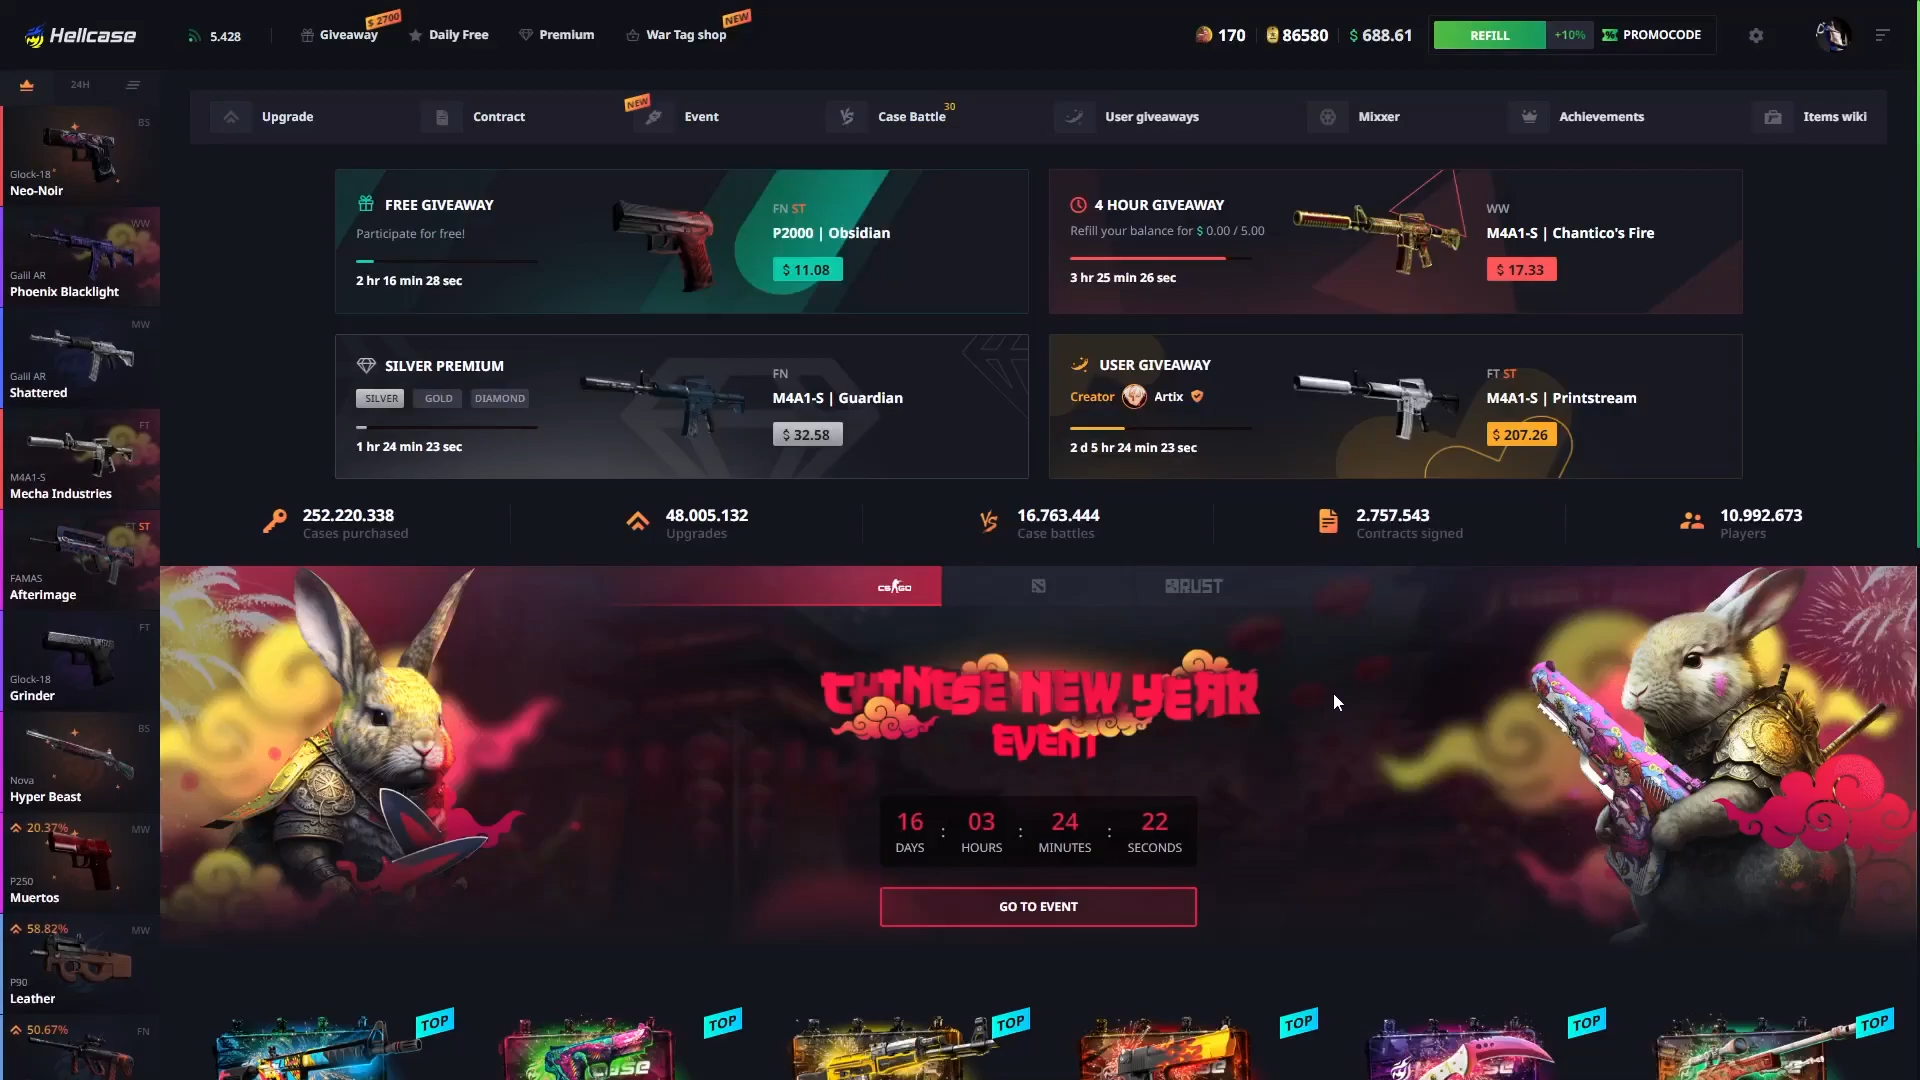 Hellcase
5.428
Giveaway
$ 2700
Daily Free
Premium
War Tag shop
NEW
170
86580
$ 688.61
REFILL
+10%
PROMOCODE
24H
Upgrade
Contract
NEW
Event
Case Battle
30
User giveaways
Mixxer
Achievements
Items wiki
BS
Glock-18
Neo-Noir
WW
Galil AR
Phoenix Blacklight
MW
Galil AR
Shattered
FT
M4A1-S
Mecha Industries
FT ST
FAMAS
Afterimage
FT
Glock-18
Grinder
BS
Nova
Hyper Beast
20.37%
MW
P250
Muertos
58.82%
MW
P90
Leather
50.67%
FN
FREE GIVEAWAY
Participate for free!
2 hr 16 min 28 sec
FN ST
P2000 | Obsidian
$ 11.08
4 HOUR GIVEAWAY
Refill your balance for $ 0.00 / 5.00
3 hr 25 min 26 sec
WW
M4A1-S | Chantico's Fire
$ 17.33
SILVER PREMIUM
SILVER
GOLD
DIAMOND
1 hr 24 min 23 sec
FN
M4A1-S | Guardian
$ 32.58
USER GIVEAWAY
Creator
Artix
2 d 5 hr 24 min 23 sec
FT ST
M4A1-S | Printstream
$ 207.26
252.220.338
Cases purchased
48.005.132
Upgrades
16.763.444
Case battles
2.757.543
Contracts signed
10.992.673
Players
CS GO
RUST
CHINESE NEW YEAR
EVENT
16 : 03 : 24 : 22
DAYS HOURS MINUTES SECONDS
GO TO EVENT
TOP
TOP
TOP
TOP
TOP
TOP